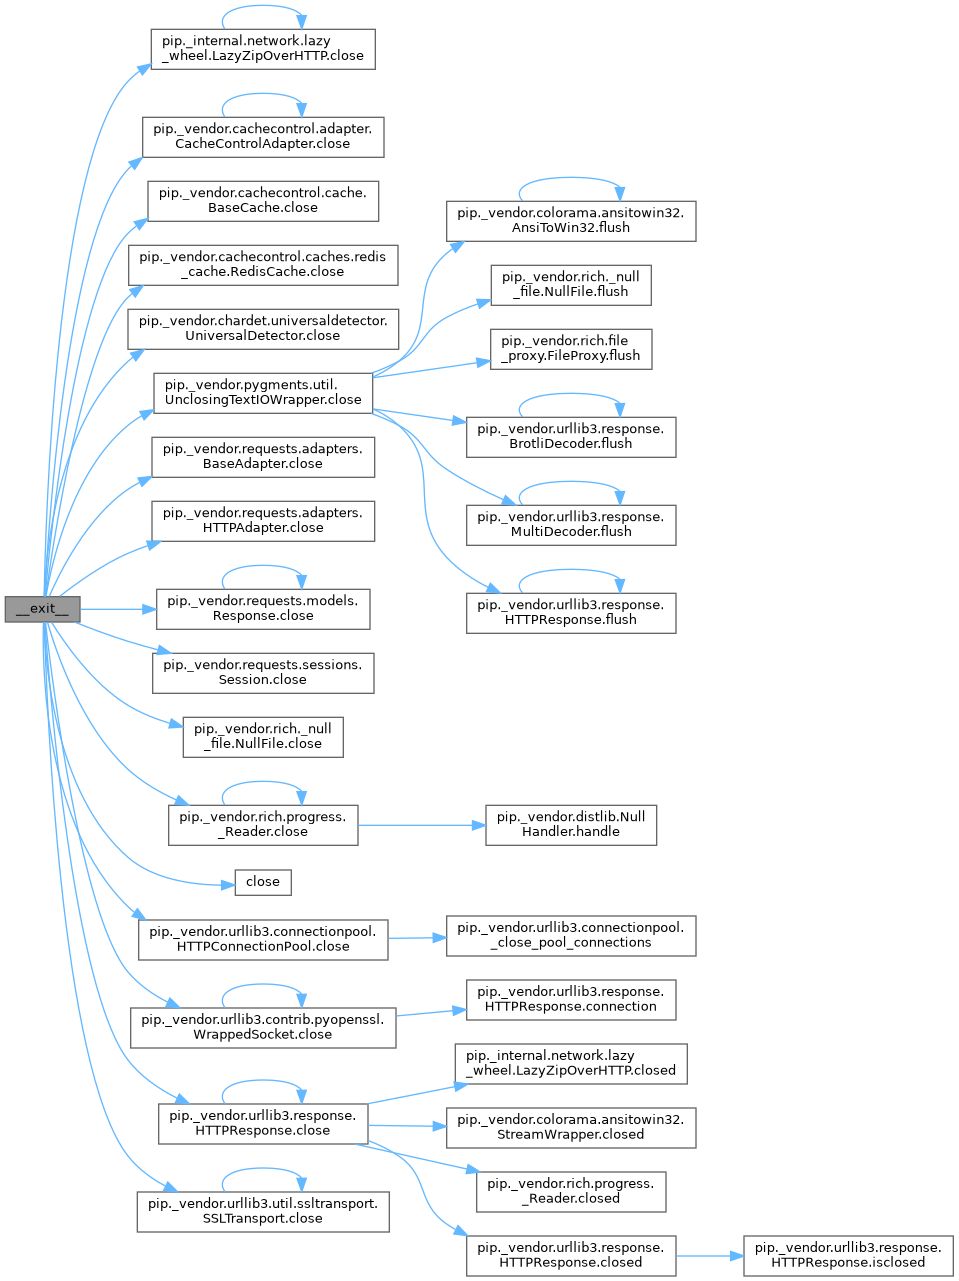 __exit__
pip._internal.network.lazy
_wheel.LazyZipOverHTTP.close
pip._vendor.cachecontrol.adapter.
CacheControlAdapter.close
pip._vendor.cachecontrol.cache.
BaseCache.close
pip._vendor.cachecontrol.caches.redis
_cache.RedisCache.close
pip._vendor.chardet.universaldetector.
UniversalDetector.close
pip._vendor.pygments.util.
UnclosingTextIOWrapper.close
pip._vendor.requests.adapters.
BaseAdapter.close
pip._vendor.requests.adapters.
HTTPAdapter.close
pip._vendor.requests.models.
Response.close
pip._vendor.requests.sessions.
Session.close
pip._vendor.rich._null
_file.NullFile.close
pip._vendor.rich.progress.
_Reader.close
close
pip._vendor.urllib3.connectionpool.
HTTPConnectionPool.close
pip._vendor.urllib3.contrib.pyopenssl.
WrappedSocket.close
pip._vendor.urllib3.response.
HTTPResponse.close
pip._vendor.urllib3.util.ssltransport.
SSLTransport.close
pip._vendor.colorama.ansitowin32.
AnsiToWin32.flush
pip._vendor.rich._null
_file.NullFile.flush
pip._vendor.rich.file
_proxy.FileProxy.flush
pip._vendor.urllib3.response.
BrotliDecoder.flush
pip._vendor.urllib3.response.
MultiDecoder.flush
pip._vendor.urllib3.response.
HTTPResponse.flush
pip._vendor.distlib.Null
Handler.handle
pip._vendor.urllib3.connectionpool.
_close_pool_connections
pip._vendor.urllib3.response.
HTTPResponse.connection
pip._internal.network.lazy
_wheel.LazyZipOverHTTP.closed
pip._vendor.colorama.ansitowin32.
StreamWrapper.closed
pip._vendor.rich.progress.
_Reader.closed
pip._vendor.urllib3.response.
HTTPResponse.closed
pip._vendor.urllib3.response.
HTTPResponse.isclosed